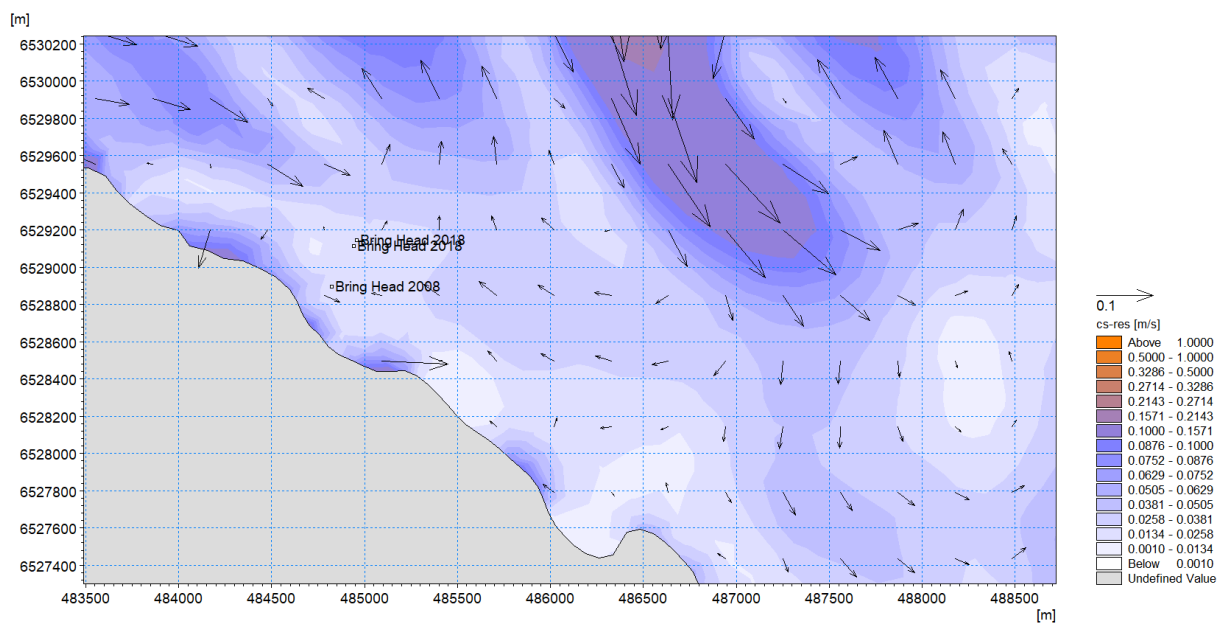 [m]
6530200
6530000
6529800
6529600
6529400
6529200
6529000
6528800
6528600
6528400
6528200
6528000
6527800
6527600
6527400
Bring Head 2018
Bring Head 2018
Bring Head 2008
483500 484000 484500 485000 485500 486000 486500 487000 487500 488000 488500
[m]
0.1
cs-res [m/s]
Above 1.0000
0.5000 - 1.0000
0.3286 - 0.5000
0.2714 - 0.3286
0.2143 - 0.2714
0.1571 - 0.2143
0.1000 - 0.1571
0.0876 - 0.1000
0.0752 - 0.0876
0.0629 - 0.0752
0.0505 - 0.0629
0.0381 - 0.0505
0.0258 - 0.0381
0.0134 - 0.0258
0.0010 - 0.0134
Below 0.0010
Undefined Value